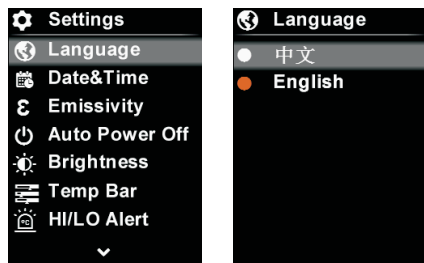 Settings
Language
Date&Time
ε Emissivity
Auto Power Off
Brightness
Temp Bar
°C HI/LO Alert
Language
中文
English